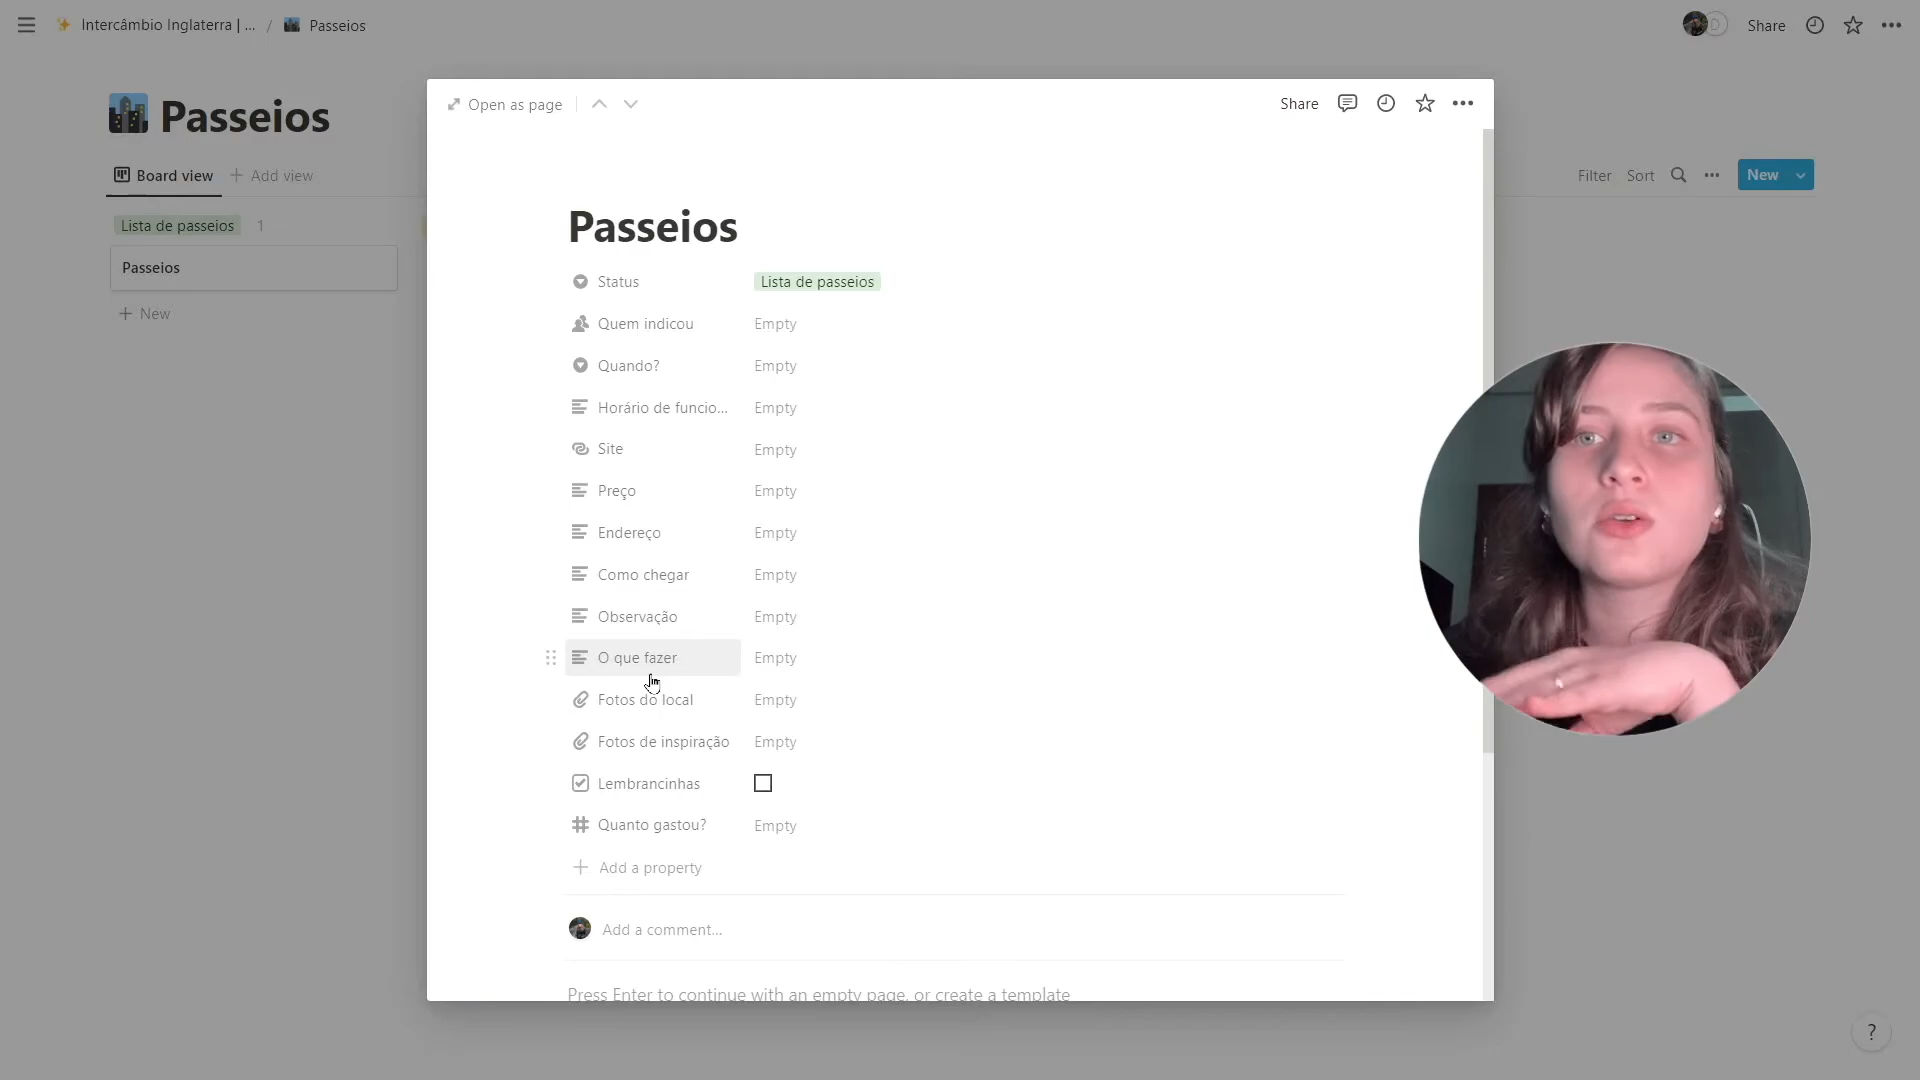 Intercâmbio Inglaterra | ... / Passeios
D Share
Passeios
Board view Add view
Filter Sort New
Lista de passeios 1
Passeios
New
Open as page
Share
Passeios
Status Lista de passeios
Quem indicou Empty
Quando? Empty
Horário de funcio... Empty
Site Empty
Preço Empty
Endereço Empty
Como chegar Empty
Observação Empty
O que fazer Empty
Fotos do local Empty
Fotos de inspiração Empty
Lembrancinhas
Quanto gastou? Empty
Add a property
Add a comment...
Press Enter to continue with an empty page, or create a template
?